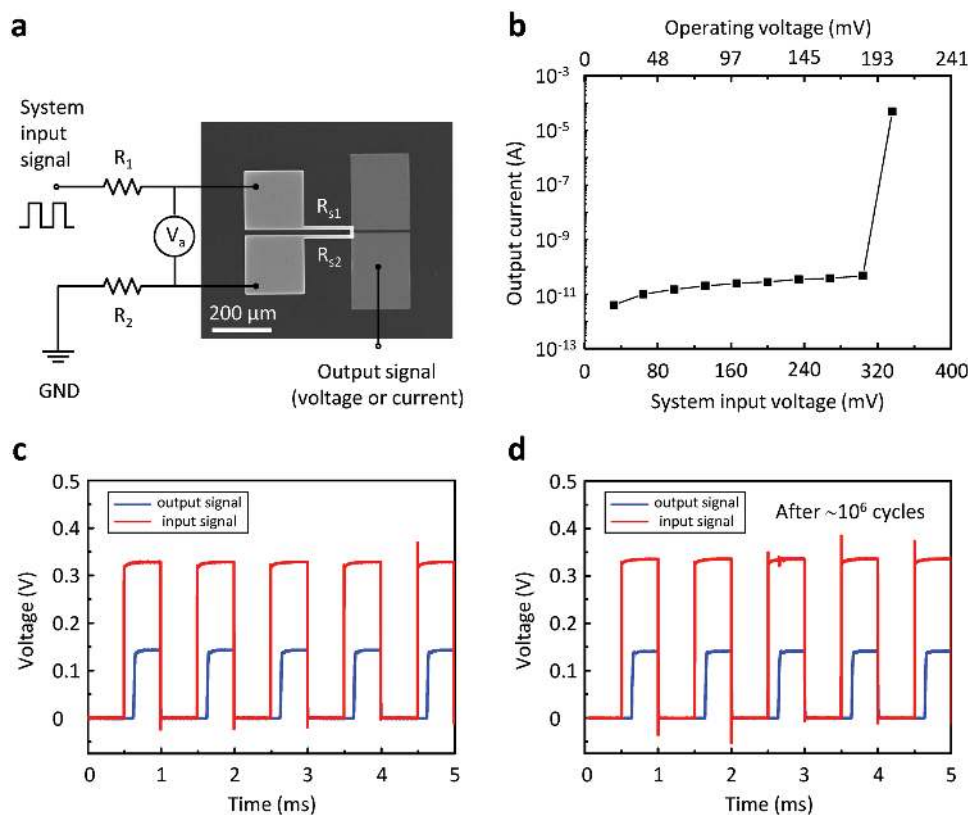 a
System
input
signal
R1
Va
R2
GND
Rs1
Rs2
200 μm
Output signal
(voltage or current)
b
Operating voltage (mV)
0 48 97 145 193 241
Output current (A)
10-3
10-5
10-7
10-9
10-11
10-13
0 80 160 240 320 400
System input voltage (mV)
c
Voltage (V)
0.5
0.4
0.3
0.2
0.1
0
output signal
input signal
0 1 2 3 4 5
Time (ms)
d
Voltage (V)
0.5
0.4
0.3
0.2
0.1
0
output signal
input signal
After ~106 cycles
0 1 2 3 4 5
Time (ms)